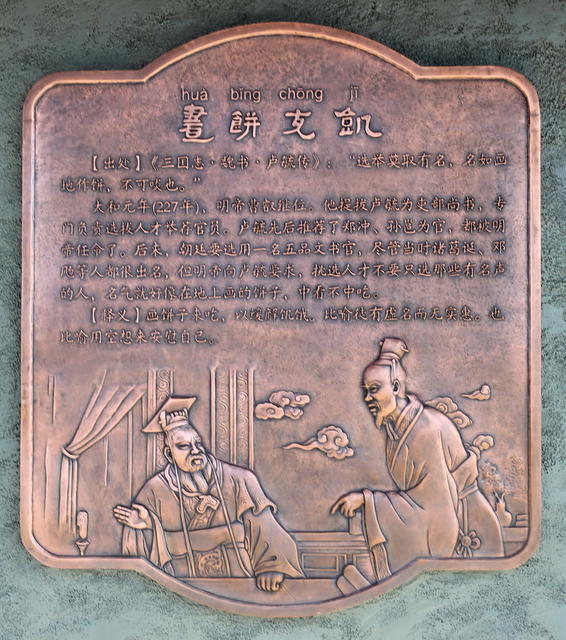 huà bǐng chōng jī
畫餅充飢
【出处】《三国志·魏书·卢毓传》："选举莫取有名，名如画
地作饼，不可啖也。"
太和元年(227年)，明帝曹叡继位。他提拔卢毓为吏部尚书，专
门负责选拔人才举荐官员。卢毓先后推荐了郑冲、孙邕为官，都被明
帝任命了。后来，朝廷要选用一名五品文书官，尽管当时诸葛诞、邓
飏等人都很出名，但明帝向卢毓要求，挑选人才不要只选那些有名声
的人，名气就好像在地上画的饼子，中看不中吃。
【释义】画饼子来吃，以缓解饥饿。比喻徒有虚名而无实惠。也
比喻用空想来安慰自己。